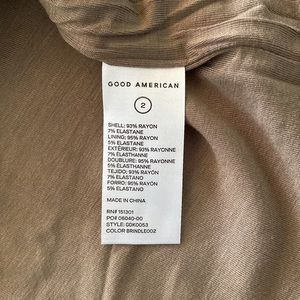 GOOD AMERICAN
2
SHELL: 93% RAYON
7% ELASTANE
LINING: 95% RAYON
5% ELASTANE
EXTÉRIEUR: 93% RAYONNE
7% ÉLASTHANNE
DOUBLURE: 95% RAYONNE
5% ÉLASTHANNE
TEJIDO: 93% RAYÓN
7% ELASTANO
FORRO: 95% RAYÓN
5% ELASTANO
MADE IN CHINA
RN# 151301
PO# 06040-00
STYLE: GDK0053
COLOR BRINDLE002